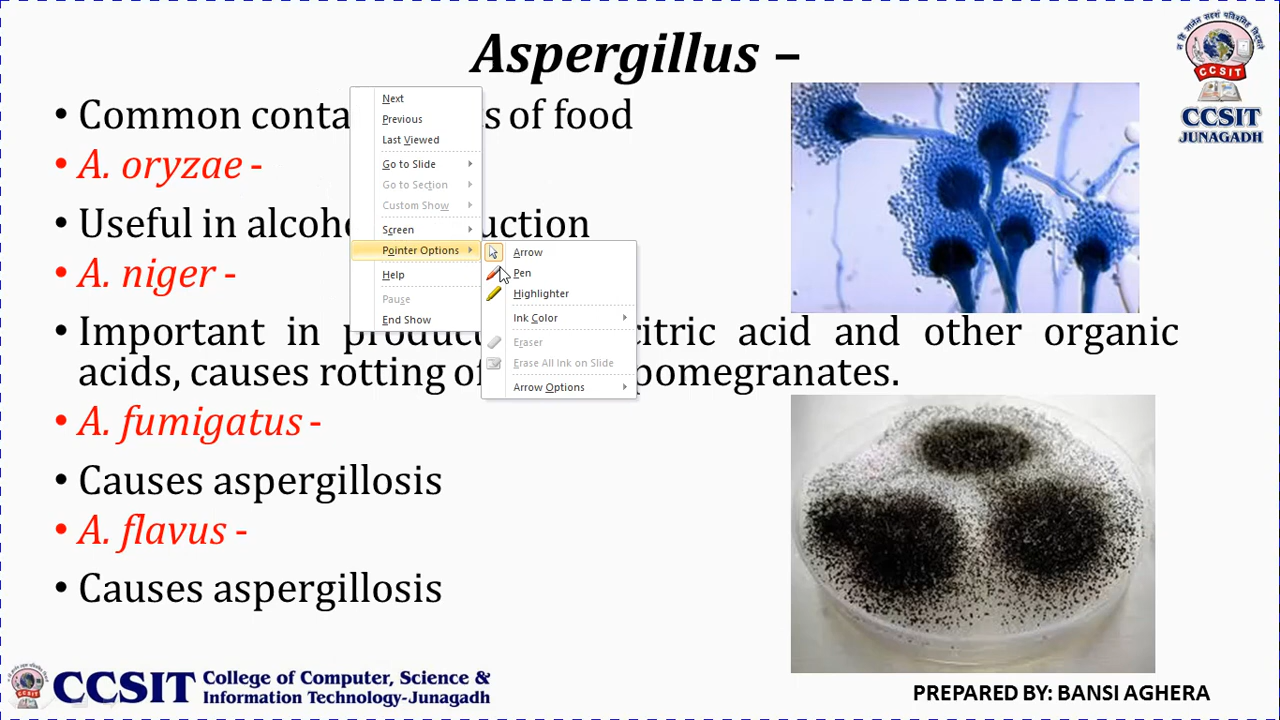 Aspergillus –
• Common conta s of food
• A. oryzae -
• Useful in alcoho uction
• A. niger -
• Important in produc citric acid and other organic
acids, causes rotting of pomegranates.
• A. fumigatus -
• Causes aspergillosis
• A. flavus -
• Causes aspergillosis
Next
Previous
Last Viewed
Go to Slide
Go to Section
Custom Show
Screen
Pointer Options
Help
Pause
End Show
Arrow
Pen
Highlighter
Ink Color
Eraser
Erase All Ink on Slide
Arrow Options
CCSIT
CCSIT
JUNAGADH
CCSIT
College of Computer, Science &
Information Technology-Junagadh
PREPARED BY: BANSI AGHERA